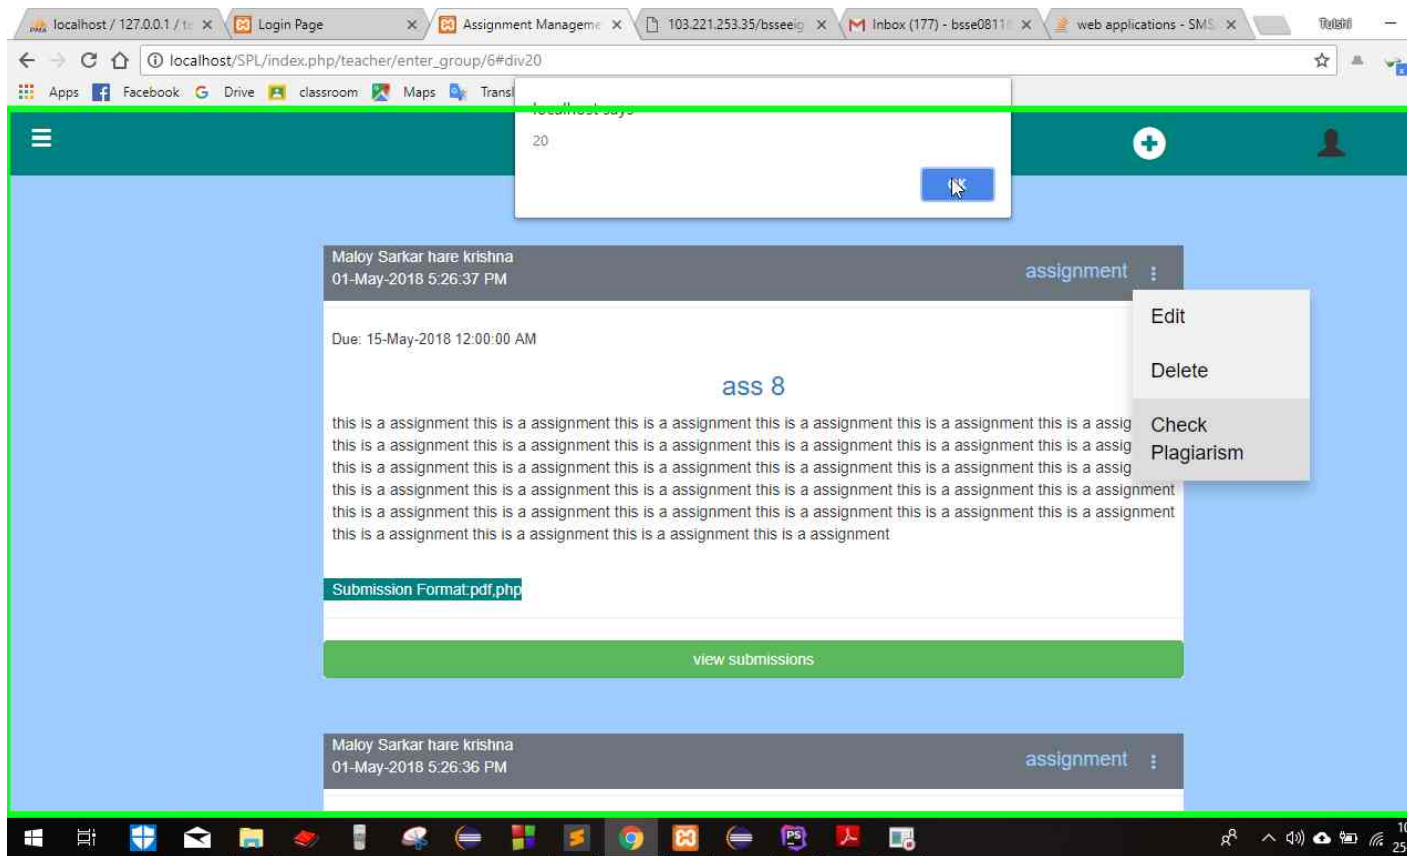 localhost / 127.0.0.1 / te
Login Page
Assignment Manageme
103.221.253.35/bsseeig
Inbox (177) - bsse0811
web applications - SMS
Tulshi
localhost/SPL/index.php/teacher/enter_group/6#div20
Apps
Facebook
Drive
classroom
Maps
Transl
localhost says
20
OK
Maloy Sarkar hare krishna
01-May-2018 5:26:37 PM
assignment
Edit
Delete
Check
Plagiarism
Due: 15-May-2018 12:00:00 AM
ass 8
this is a assignment this is a assignment this is a assignment this is a assignment this is a assignment this is a assig
this is a assignment this is a assignment this is a assignment this is a assignment this is a assignment this is a assig
this is a assignment this is a assignment this is a assignment this is a assignment this is a assignment this is a assig
this is a assignment this is a assignment this is a assignment this is a assignment this is a assignment this is a assignment
this is a assignment this is a assignment this is a assignment this is a assignment this is a assignment this is a assignment
this is a assignment this is a assignment this is a assignment this is a assignment
Submission Format:pdf,php
view submissions
Maloy Sarkar hare krishna
01-May-2018 5:26:36 PM
assignment
10
25